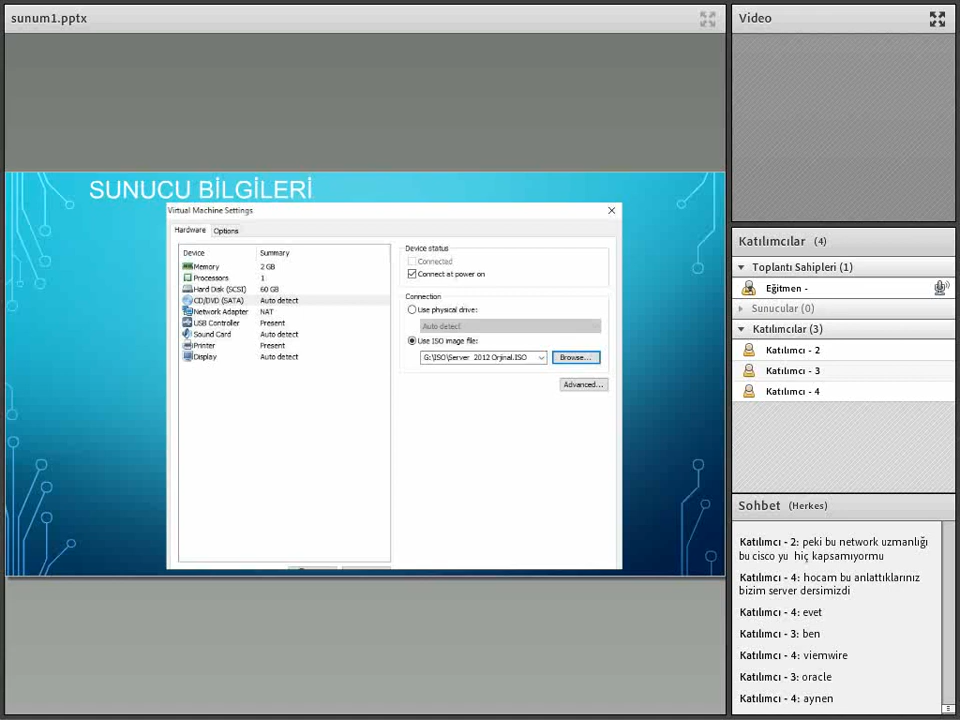 sunum1.pptx
SUNUCU BİLGİLERİ
Virtual Machine Settings
Hardware Options
Device Summary
Memory 2 GB
Processors 1
Hard Disk (SCSI) 60 GB
CD/DVD (SATA) Auto detect
Network Adapter NAT
USB Controller Present
Sound Card Auto detect
Printer Present
Display Auto detect
Device status
Connected
Connect at power on
Connection
Use physical drive:
Auto detect
Use ISO image file:
G:\ISO\Server 2012 Orjinal.ISO Browse...
Advanced...
Video
Katılımcılar (4)
Toplantı Sahipleri (1)
Eğitmen -
Sunucular (0)
Katılımcılar (3)
Katılımcı - 2
Katılımcı - 3
Katılımcı - 4
Sohbet (Herkes)
Katılımcı - 2: peki bu network uzmanlığı
bu cisco yu hiç kapsamıyormu
Katılımcı - 4: hocam bu anlattıklarınız
bizim server dersimizdi
Katılımcı - 4: evet
Katılımcı - 3: ben
Katılımcı - 4: viemwire
Katılımcı - 3: oracle
Katılımcı - 4: aynen